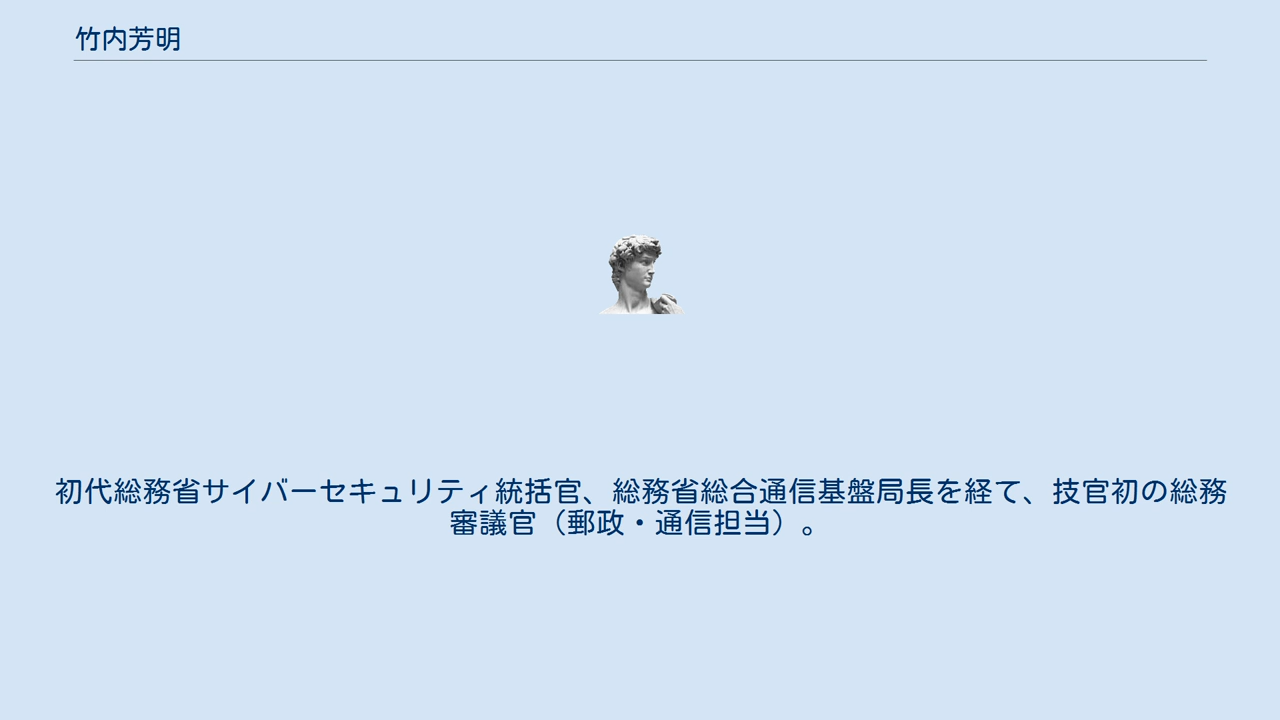 竹内芳明
初代総務省サイバーセキュリティ統括官、総務省総合通信基盤局長を経て、技官初の総務
審議官（郵政・通信担当）。